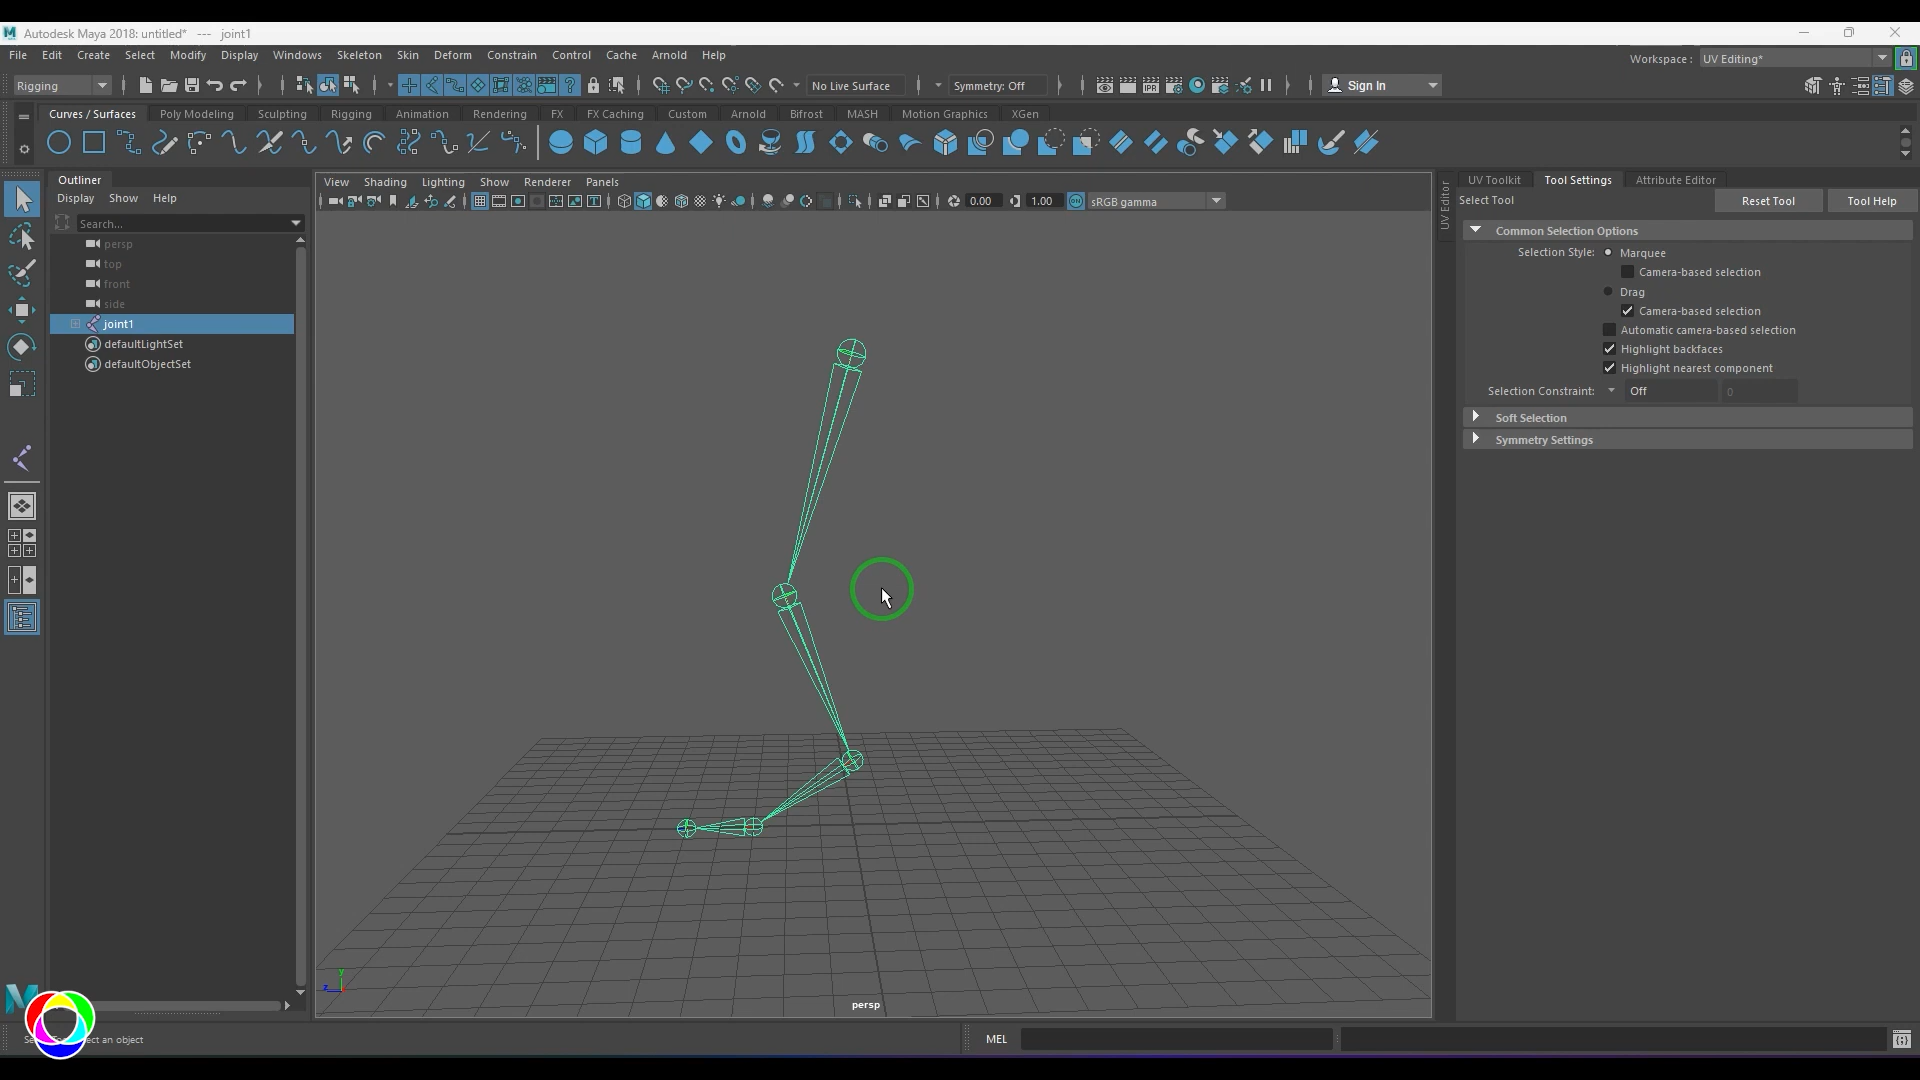 Autodesk Maya 2018: untitled*   ---   joint1
File Edit Create Select Modify Display Windows Skeleton Skin Deform Constrain Control Cache Arnold Help
Workspace : UV Editing*
Rigging No Live Surface Symmetry: Off Sign In
Curves / Surfaces Poly Modeling Sculpting Rigging Animation Rendering FX FX Caching Custom Arnold Bifrost MASH Motion Graphics XGen
Outliner
Display Show Help
Search...
persp
top
front
side
joint1
defaultLightSet
defaultObjectSet
View Shading Lighting Show Renderer Panels
IPR
0.00 1.00 ON sRGB gamma
y
z
persp
UV Editor
UV Toolkit Tool Settings Attribute Editor
Select Tool Reset Tool Tool Help
Common Selection Options
Selection Style: Marquee
Camera-based selection
Drag
Camera-based selection
Automatic camera-based selection
Highlight backfaces
Highlight nearest component
Selection Constraint: Off 0
Soft Selection
Symmetry Settings
an object
MEL